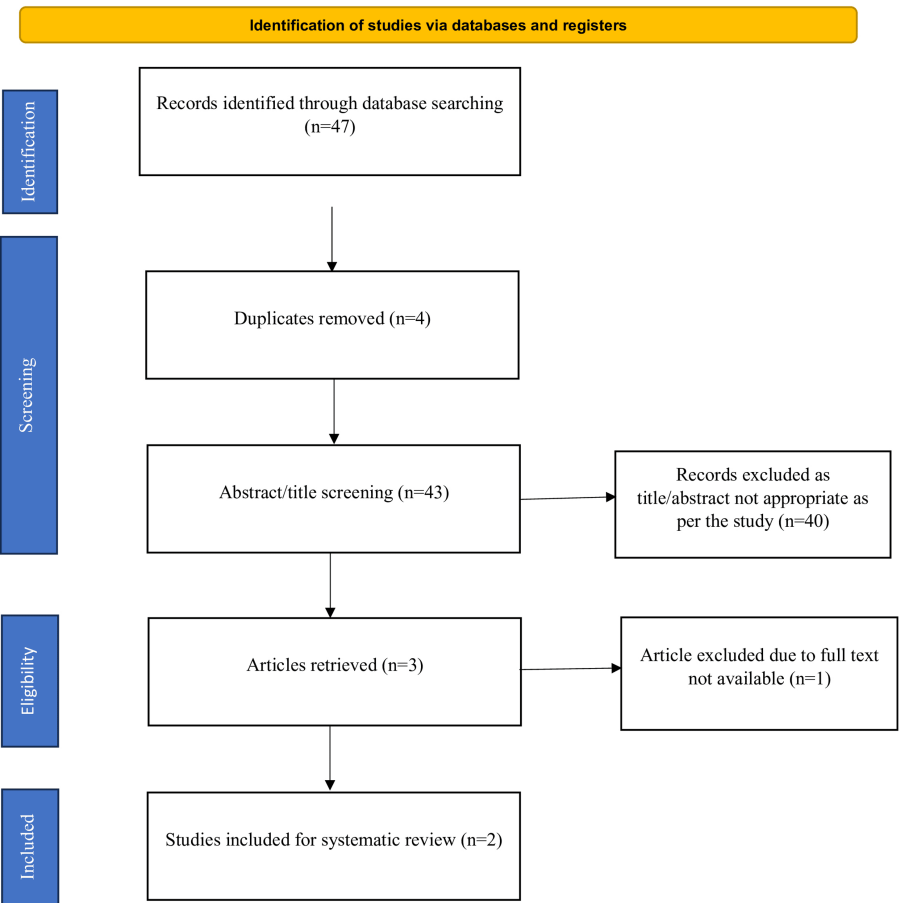 Identification of studies via databases and registers
Identification
Records identified through database searching
(n=47)
Screening
Duplicates removed (n=4)
Abstract/title screening (n=43)
Records excluded as
title/abstract not appropriate as
per the study (n=40)
Eligibility
Articles retrieved (n=3)
Article excluded due to full text
not available (n=1)
Included
Studies included for systematic review (n=2)